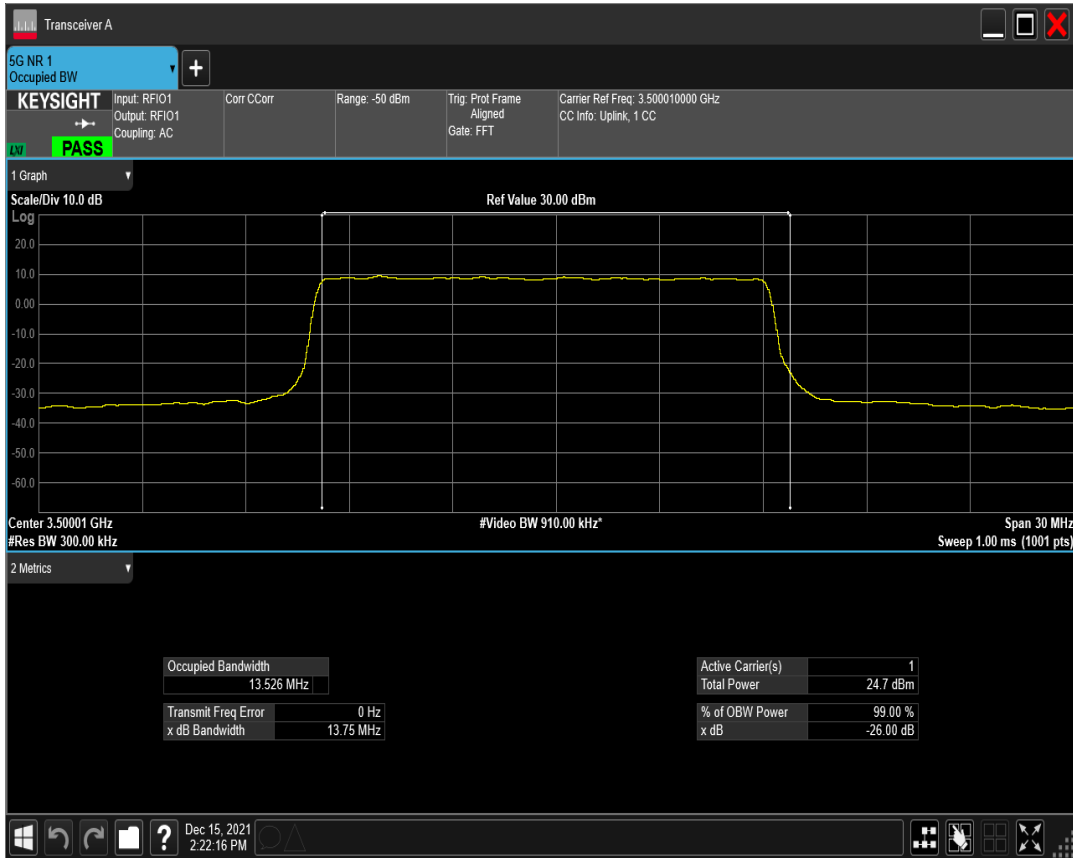 Transceiver A
5G NR 1
Occupied BW
KEYSIGHT
LXI
PASS
Input: RFIO1
Output: RFIO1
Coupling: AC
Corr CCorr
Range: -50 dBm
Trig: Prot Frame
Aligned
Gate: FFT
Carrier Ref Freq: 3.500010000 GHz
CC Info: Uplink, 1 CC
1 Graph
Scale/Div 10.0 dB
Ref Value 30.00 dBm
Log
20.0
10.0
0.00
-10.0
-20.0
-30.0
-40.0
-50.0
-60.0
Center 3.50001 GHz
#Video BW 910.00 kHz*
Span 30 MHz
#Res BW 300.00 kHz
Sweep 1.00 ms (1001 pts)
2 Metrics
Occupied Bandwidth
13.526 MHz
Transmit Freq Error 0 Hz
x dB Bandwidth 13.75 MHz
Active Carrier(s) 1
Total Power 24.7 dBm
% of OBW Power 99.00 %
x dB -26.00 dB
?
Dec 15, 2021
2:22:16 PM